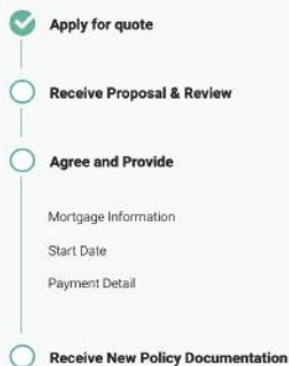 Apply for quote
Receive Proposal & Review
Agree and Provide
Mortgage Information
Start Date
Payment Detail
Receive New Policy Documentation